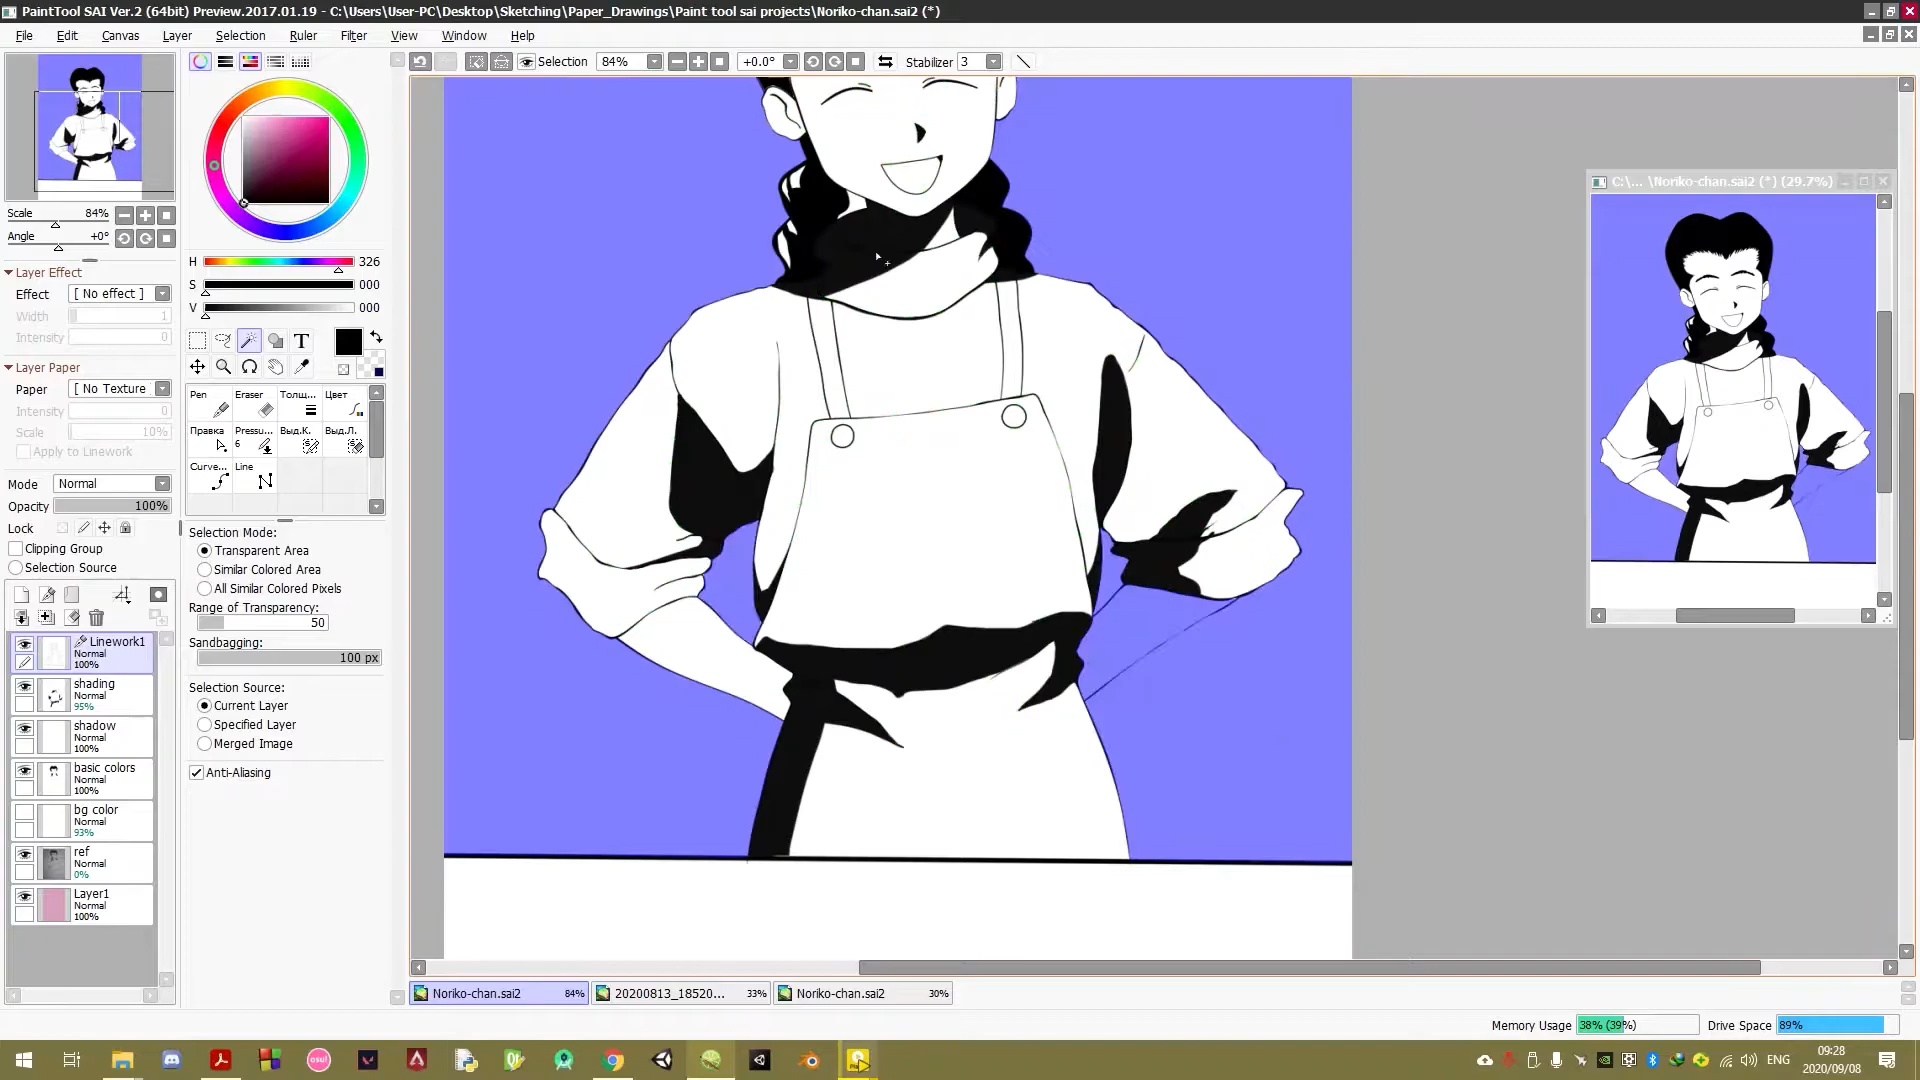 PaintTool SAI Ver.2 (64bit) Preview.2017.01.19 - C:\Users\User-PC\Desktop\Sketching\Paper_Drawings\Paint tool sai projects\Noriko-chan.sai2 (*)
File Edit Canvas Layer Selection Ruler Filter View Window Help
Selection 84% +0.0° Stabilizer 3
Scale 84%
Angle +0°
Layer Effect
Effect [ No effect ]
Width 1
Intensity 0
Layer Paper
Paper [ No Texture
Intensity 0
Scale 10%
Apply to Linework
Mode Normal
Opacity 100%
Lock
Clipping Group
Selection Source
Linework1
Normal
100%
shading
Normal
95%
shadow
Normal
100%
basic colors
Normal
100%
bg color
Normal
93%
ref
Normal
0%
Layer1
Normal
100%
H 326
S 000
V 000
T
Pen Eraser Толщ... Цвет
Правка Pressu... Выд.К. Выд.Л.
6
Curve... Line
Selection Mode:
Transparent Area
Similar Colored Area
All Similar Colored Pixels
Range of Transparency:
50
Sandbagging:
100 px
Selection Source:
Current Layer
Specified Layer
Merged Image
Anti-Aliasing
C:\... \Noriko-chan.sai2 (*) (29.7%)
Noriko-chan.sai2 84% 20200813_18520... 33% Noriko-chan.sai2 30%
Memory Usage 38% (39%) Drive Space 89%
osu!
ENG
09:28
2020/09/08